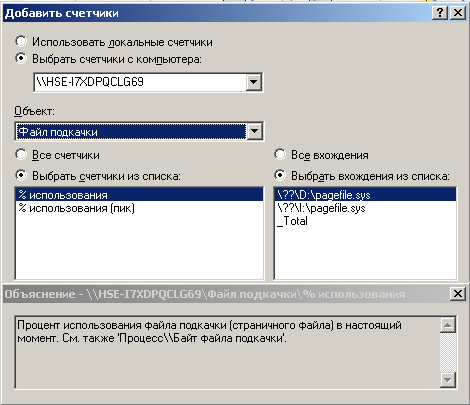 Добавить счетчики
Использовать локальные счетчики
Выбрать счетчики с компьютера:
\\HSE-I7XDPQCLG69
Объект:
Файл подкачки
Все счетчики
Все вхождения
Выбрать счетчики из списка:
Выбрать вхождения из списка:
% использования
\??\D:\pagefile.sys
% использования (пик)
\??\I:\pagefile.sys
_Total
Объяснение - \\HSE-I7XDPQCLG69\Файл подкачки\% использования
Процент использования файла подкачки (страничного файла) в настоящий
момент. См. также 'Процесс\\Байт файла подкачки'.